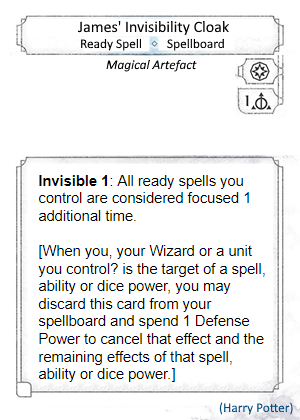 James' Invisibility Cloak
Ready Spell Spellboard
Magical Artefact
1
Invisible 1: All ready spells you
control are considered focused 1
additional time.
[When you, your Wizard or a unit
you control? is the target of a spell,
ability or dice power, you may
discard this card from your
spellboard and spend 1 Defense
Power to cancel that effect and the
remaining effects of that spell,
ability or dice power.]
(Harry Potter)